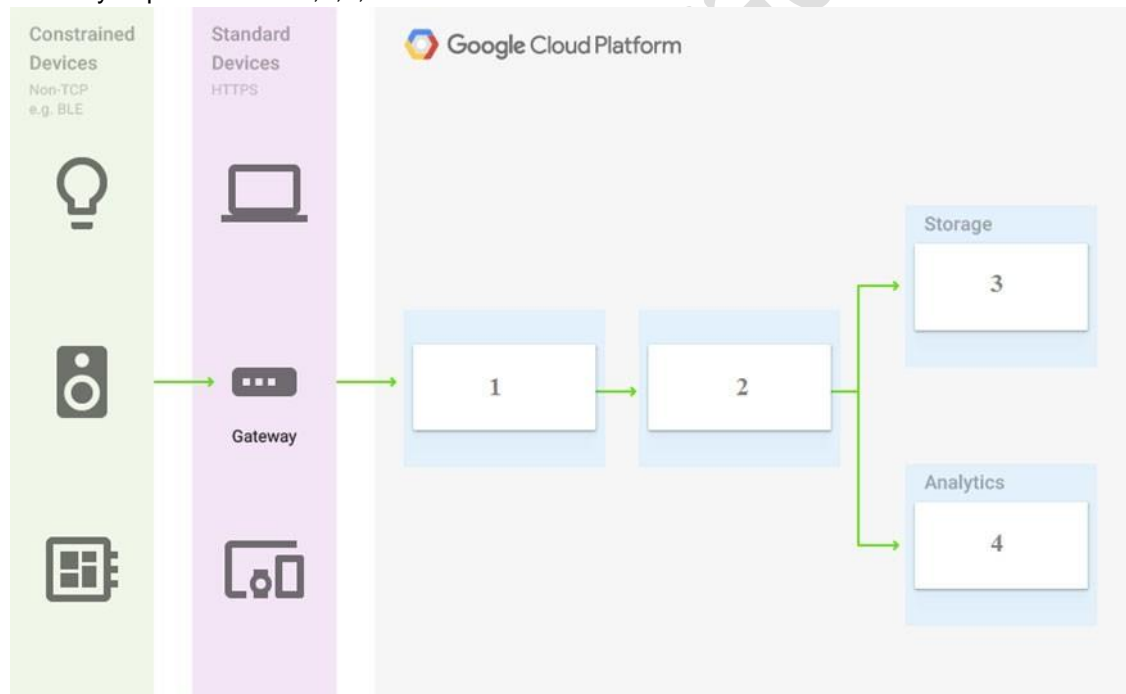 Constrained
Devices
Non-TCP
e.g. BLE
Standard
Devices
HTTPS
Google Cloud Platform
Gateway
1
2
Storage
3
Analytics
4